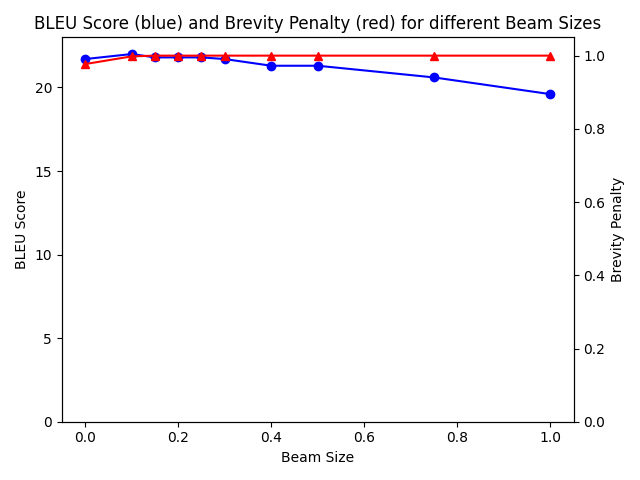 BLEU Score (blue) and Brevity Penalty (red) for different Beam Sizes
BLEU Score
20
15
10
5
0
1.0
0.8
0.6
0.4
0.2
0.0
Brevity Penalty
0.0 0.2 0.4 0.6 0.8 1.0
Beam Size